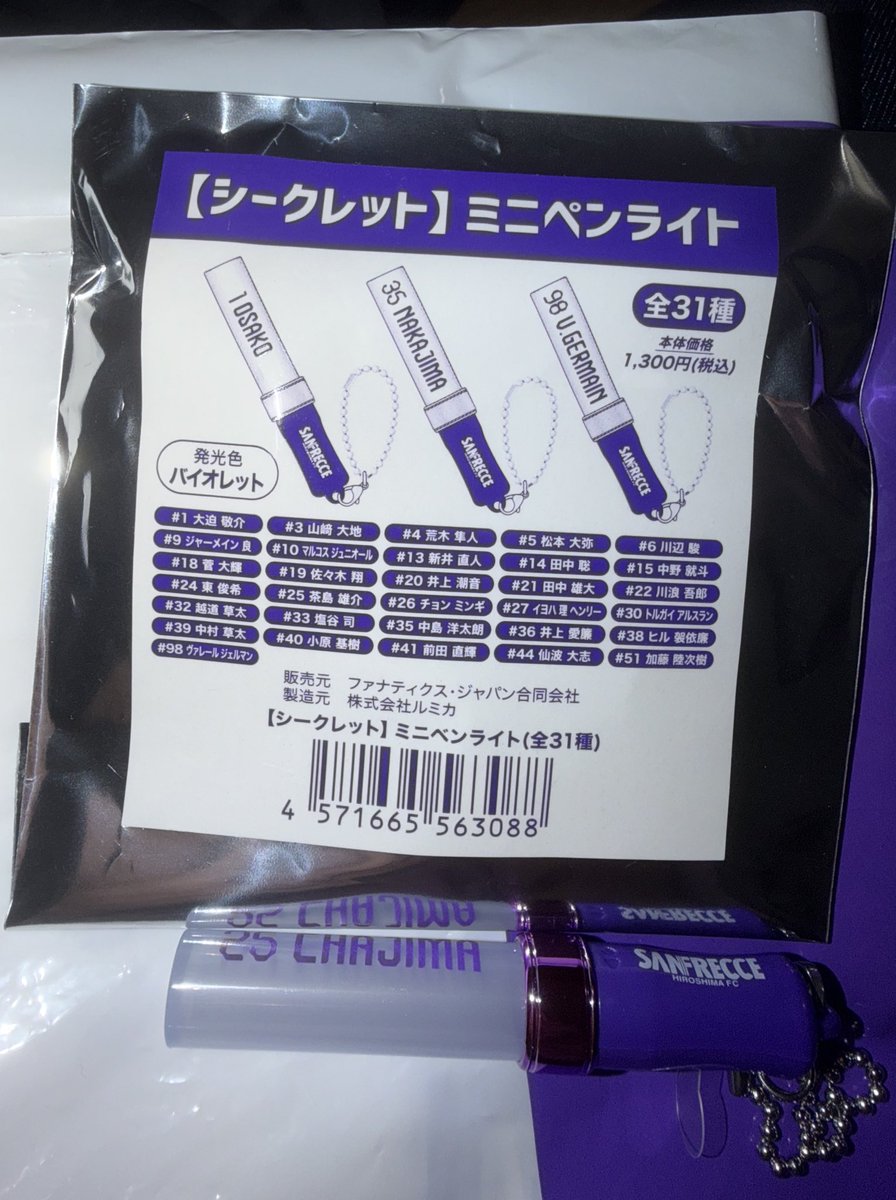 【シークレット】ミニペンライト
1 OSAKO
35 NAKAJIMA
98 V.GERMAIN
全31種
本体価格
1,300円(税込)
SANFRECCE
SANFRECCE
SANFRECCE
発光色
バイオレット
#1 大迫 敬介 #3 山﨑 大地 #4 荒木 隼人 #5 松本 大弥 #6 川辺 駿
#9 ジャーメイン 良 #10 マルコス ジュニオール #13 新井 直人 #14 田中 聡 #15 中野 就斗
#18 菅 大輝 #19 佐々木 翔 #20 井上 潮音 #21 田中 雄大 #22 川浪 吾郎
#24 東 俊希 #25 茶島 雄介 #26 チョン ミンギ #27 イヨハ 理 ヘンリー #30 トルガイ アルスラン
#32 越道 草太 #33 塩谷 司 #35 中島 洋太朗 #36 井上 愛簾 #38 ヒル 袈依廉
#39 中村 草太 #40 小原 基樹 #41 前田 直輝 #44 仙波 大志 #51 加藤 陸次樹
#98 ヴァレール ジェルマン
販売元 ファナティクス・ジャパン合同会社
製造元 株式会社ルミカ
【シークレット】ミニペンライト(全31種)
4 571665 563088
25 CHAJIMA
SANFRECCE
HIROSHIMA FC